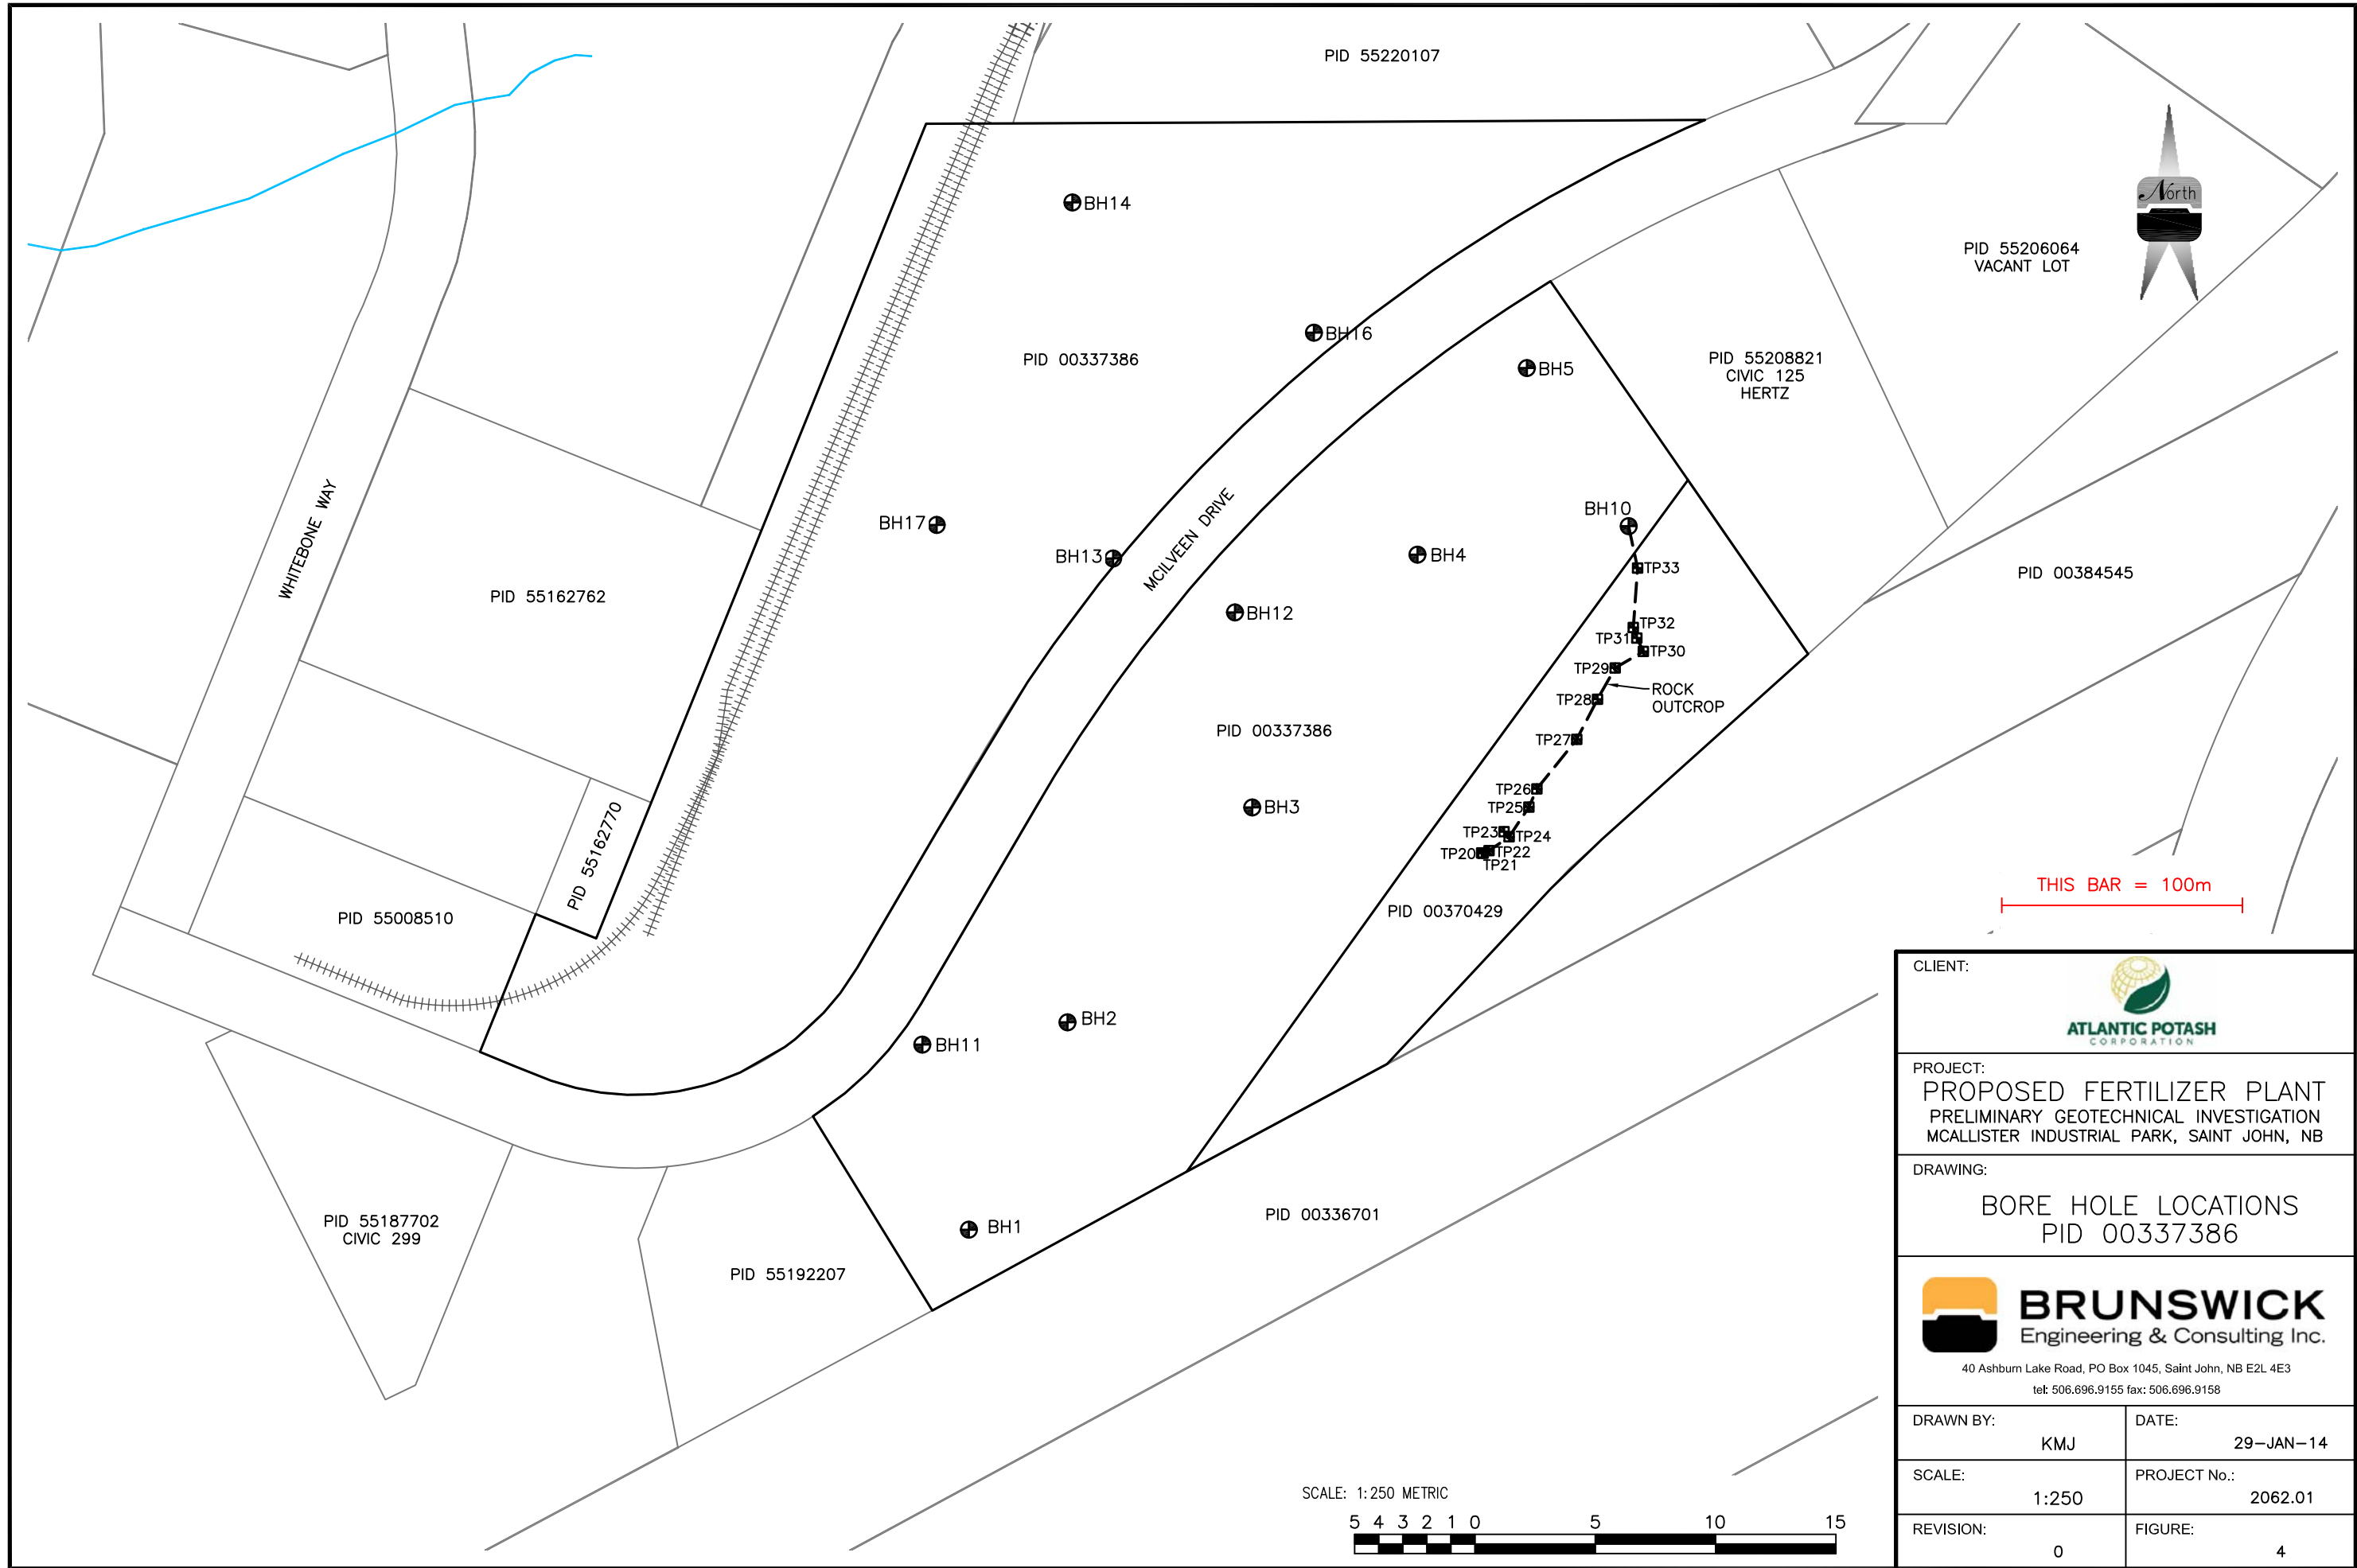 PID 55220107
BH14
North
PID 55206064
VACANT LOT
BH16
PID 00337386
BH5
PID 55208821
CIVIC 125
HERTZ
WHITEBONE WAY
BH17
BH13
MCILVEEN DRIVE
BH10
BH4
TP33
PID 00384545
PID 55162762
BH12
TP32
TP31
TP30
TP29
ROCK
OUTCROP
TP28
PID 00337386
TP27
TP26
BH3
TP25
TP23
TP24
TP20
TP22
TP21
PID 55162770
THIS BAR = 100m
PID 55008510
PID 00370429
BH2
BH11
BH1
PID 00336701
PID 55187702
CIVIC 299
PID 55192207
CLIENT:
ATLANTIC POTASH
CORPORATION
PROJECT:
PROPOSED FERTILIZER PLANT
PRELIMINARY GEOTECHNICAL INVESTIGATION
MCALLISTER INDUSTRIAL PARK, SAINT JOHN, NB
DRAWING:
BORE HOLE LOCATIONS
PID 00337386
BRUNSWICK
Engineering & Consulting Inc.
40 Ashburn Lake Road, PO Box 1045, Saint John, NB E2L 4E3
tel: 506.696.9155 fax: 506.696.9158
DRAWN BY:
KMJ
DATE:
29-JAN-14
SCALE:
1:250
PROJECT No.:
2062.01
REVISION:
0
FIGURE:
4
SCALE: 1:250 METRIC
5 4 3 2 1 0 5 10 15